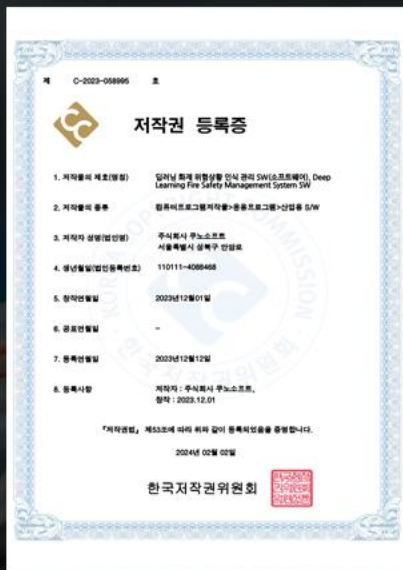 제 C-2023-058995 호
저작권 등록증
1. 저작물의 제호(명칭) 딥러닝 화재 위험상황 인식 관리 SW(소프트웨어), Deep
Learning Fire Safety Management System SW
2. 저작물의 종류 컴퓨터프로그램저작물>응용프로그램>산업용 S/W
3. 저작자 성명(법인명) 주식회사 쿠노소프트
서울특별시 성북구 안암로
4. 생년월일(법인등록번호) 110111-4086468
5. 창작연월일 2023년12월01일
6. 공표연월일 -
7. 등록연월일 2023년12월12일
8. 등록사항 저작자 : 주식회사 쿠노소프트,
창작 : 2023.12.01
『저작권법』 제53조에 따라 위와 같이 등록되었음을 증명합니다.
2024년 02월 02일
한국저작권위원회